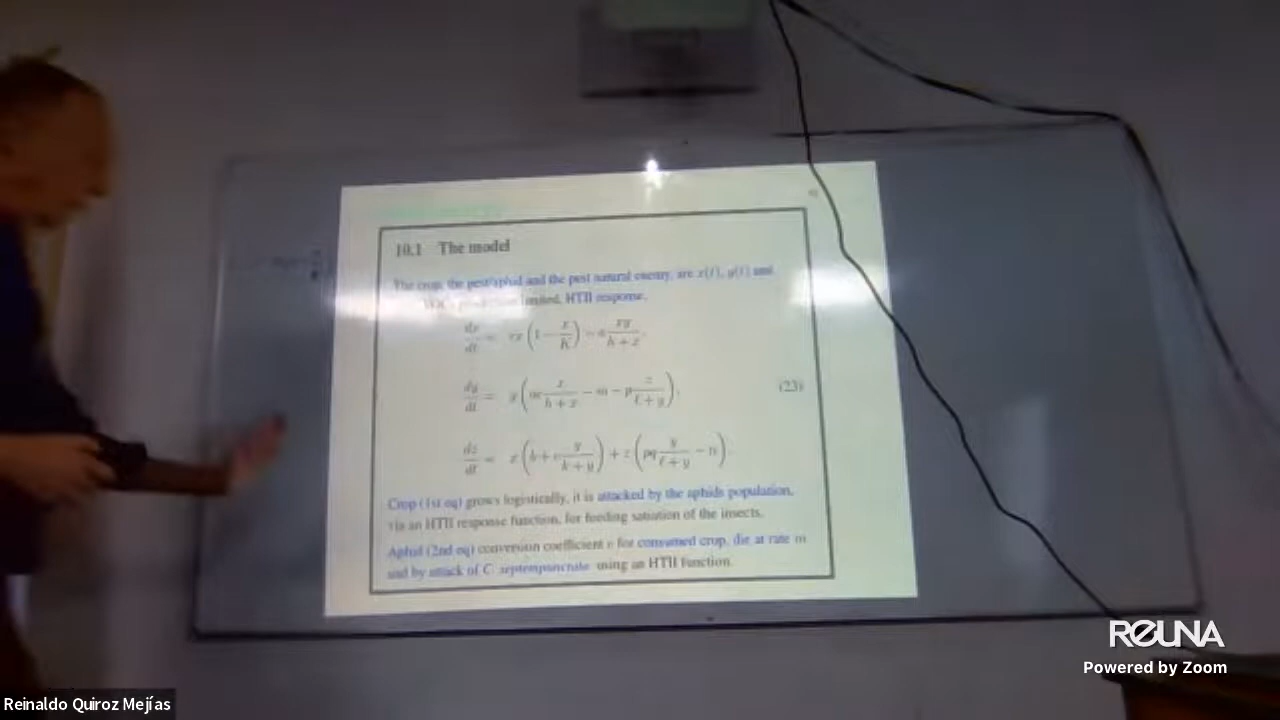 10.1 The model
The crop, the pest/aphid and the pest natural enemy, are x(t), y(t) and
limited, HTII response.
dx/dt = rx (1 − x/K) − a xy/(h + x),
dy/dt = y (ae x/(h + x) − m − p z/(ℓ + y)), (23)
dz/dt = x (b + c y/(k + y)) + z (pq y/(ℓ + y) − n).
Crop (1st eq) grows logistically, it is attacked by the aphids population,
via an HTII response function, for feeding satiation of the insects.
Aphid (2nd eq) conversion coefficient e for consumed crop, die at rate m
and by attack of C. septempunctata using an HTII function.
REUNA
Powered by Zoom
Reinaldo Quiroz Mejías